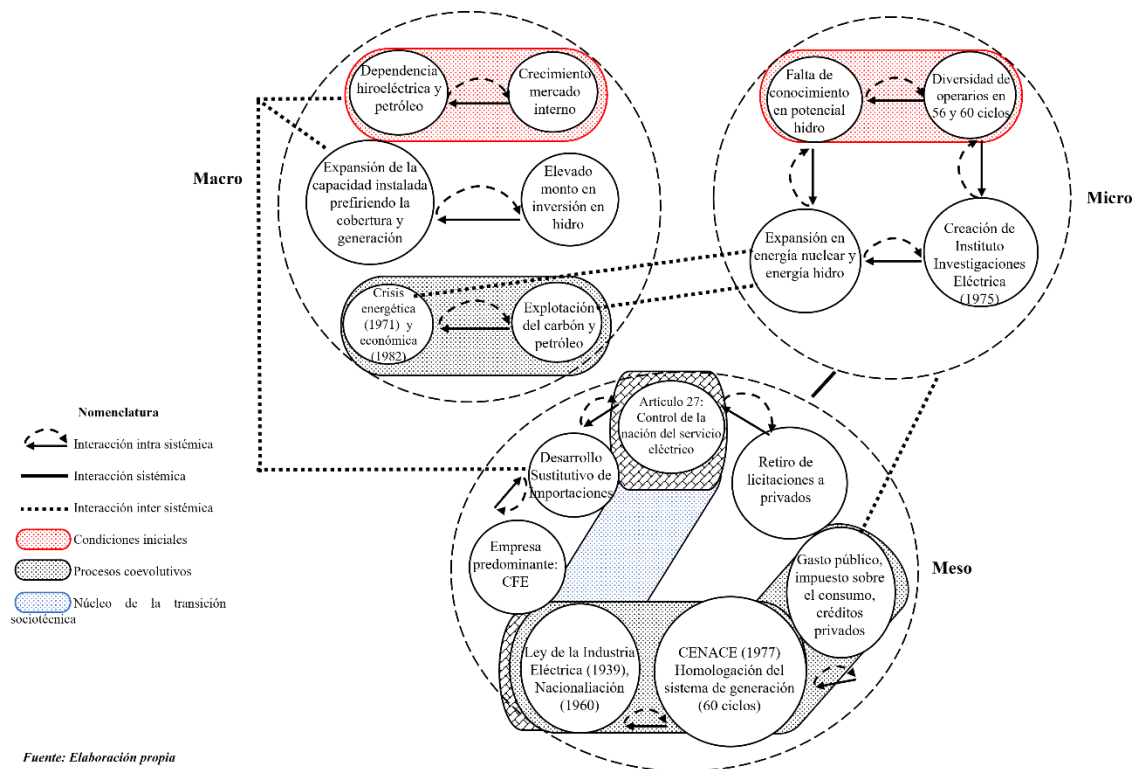 Dependencia
hiroeléctrica y
petróleo
Crecimiento
mercado
interno
Macro
Expansión de la
capacidad instalada
prefiriendo la
cobertura y
generación
Elevado
monto en
inversión en
hidro
Crisis
energética
(1971) y
económica
(1982)
Explotación
del carbón y
petróleo
Falta de
conocimiento
en potencial
hidro
Diversidad de
operarios en
56 y 60 ciclos
Micro
Expansión en
energía nuclear y
energía hidro
Creación de
Instituto
Investigaciones
Eléctrica
(1975)
Artículo 27:
Control de la
nación del servicio
eléctrico
Desarrollo
Sustitutivo de
Importaciones
Retiro de
licitaciones a
privados
Empresa
predominante:
CFE
Meso
Gasto público,
impuesto sobre
el consumo,
créditos
privados
Ley de la Industria
Eléctrica (1939),
Nacionaliación
(1960)
CENACE (1977)
Homologación del
sistema de generación
(60 ciclos)
Nomenclatura
Interacción intra sistémica
Interacción sistémica
Interacción inter sistémica
Condiciones iniciales
Procesos coevolutivos
Núcleo de la transición
sociotécnica
Fuente: Elaboración propia